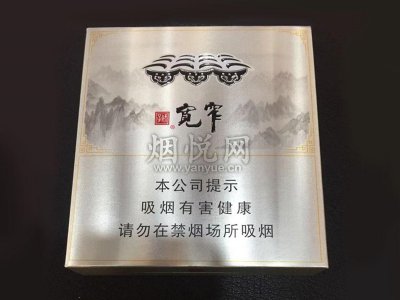 宽窄
烟悦网
www.yanyue.cn
本公司提示
吸烟有害健康
请勿在禁烟场所吸烟